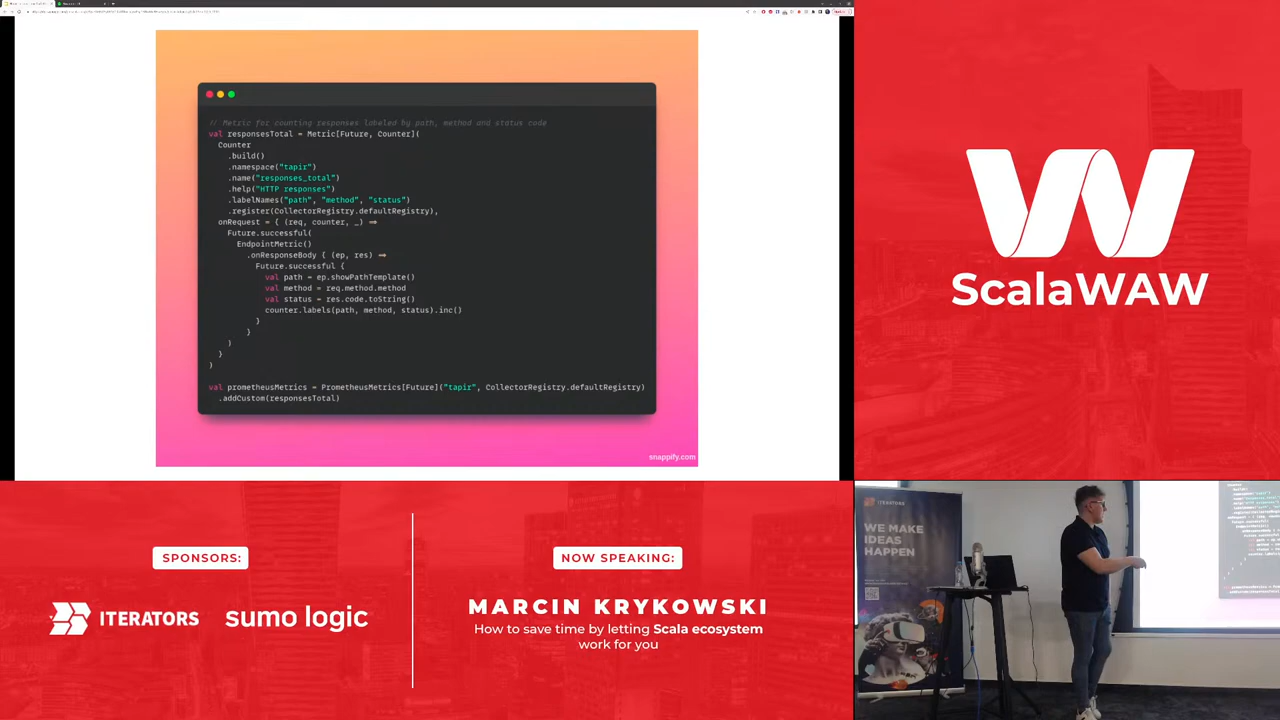 // Metric for counting responses labeled by path, method and status code
val responsesTotal = Metric[Future, Counter](
Counter
.build()
.namespace("tapir")
.name("responses_total")
.help("HTTP responses")
.labelNames("path", "method", "status")
.register(CollectorRegistry.defaultRegistry),
onRequest = { (req, counter, _) =>
Future.successful(
EndpointMetric()
.onResponseBody { (ep, res) =>
Future.successful {
val path = ep.showPathTemplate()
val method = req.method.method
val status = res.code.toString()
counter.labels(path, method, status).inc()
}
}
)
}
)
val prometheusMetrics = PrometheusMetrics[Future]("tapir", CollectorRegistry.defaultRegistry)
.addCustom(responsesTotal)
snappify.com
ScalaWAW
SPONSORS:
ITERATORS
sumo logic
NOW SPEAKING:
MARCIN KRYKOWSKI
How to save time by letting Scala ecosystem
work for you
ITERATORS
WE MAKE
IDEAS
HAPPEN